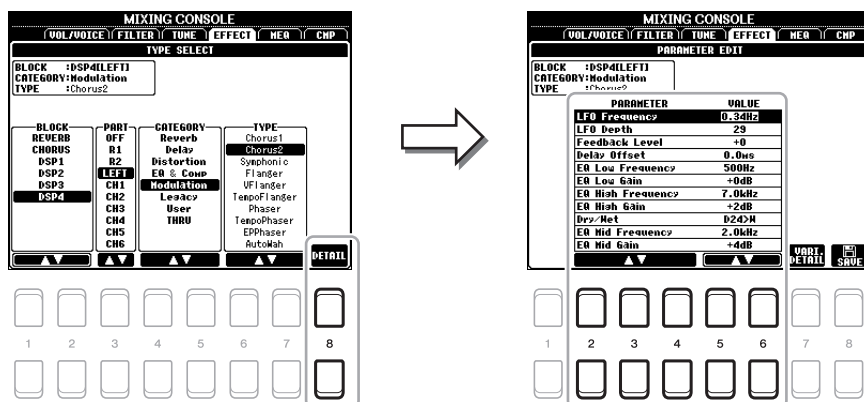 MIXING CONSOLE
VOL/VOICE FILTER TUNE EFFECT MEQ CMP
TYPE SELECT
BLOCK :DSP4[LEFT]
CATEGORY:Modulation
TYPE :Chorus2
BLOCK PART CATEGORY TYPE
REVERB OFF Reverb Chorus1
CHORUS R1 Delay Chorus2
DSP1 R2 Distortion Symphonic
DSP2 LEFT EQ & Comp Flanger
DSP3 CH1 Modulation VFlanger
DSP4 CH2 Legacy TempoFlanger
CH3 User Phaser
CH4 THRU TempoPhaser
CH5 EPPhaser
CH6 AutoWah
DETAIL
1 2 3 4 5 6 7 8
MIXING CONSOLE
VOL/VOICE FILTER TUNE EFFECT MEQ CMP
PARAMETER EDIT
BLOCK :DSP4[LEFT]
CATEGORY:Modulation
TYPE :Chorus2
PARAMETER VALUE
LFO Frequency 0.34Hz
LFO Depth 29
Feedback Level +0
Delay Offset 0.0ms
EQ Low Frequency 500Hz
EQ Low Gain +0dB
EQ High Frequency 7.0kHz
EQ High Gain +2dB
Dry/Wet D24>W
EQ Mid Frequency 2.0kHz
EQ Mid Gain +4dB
VARI. DETAIL
SAVE
1 2 3 4 5 6 7 8